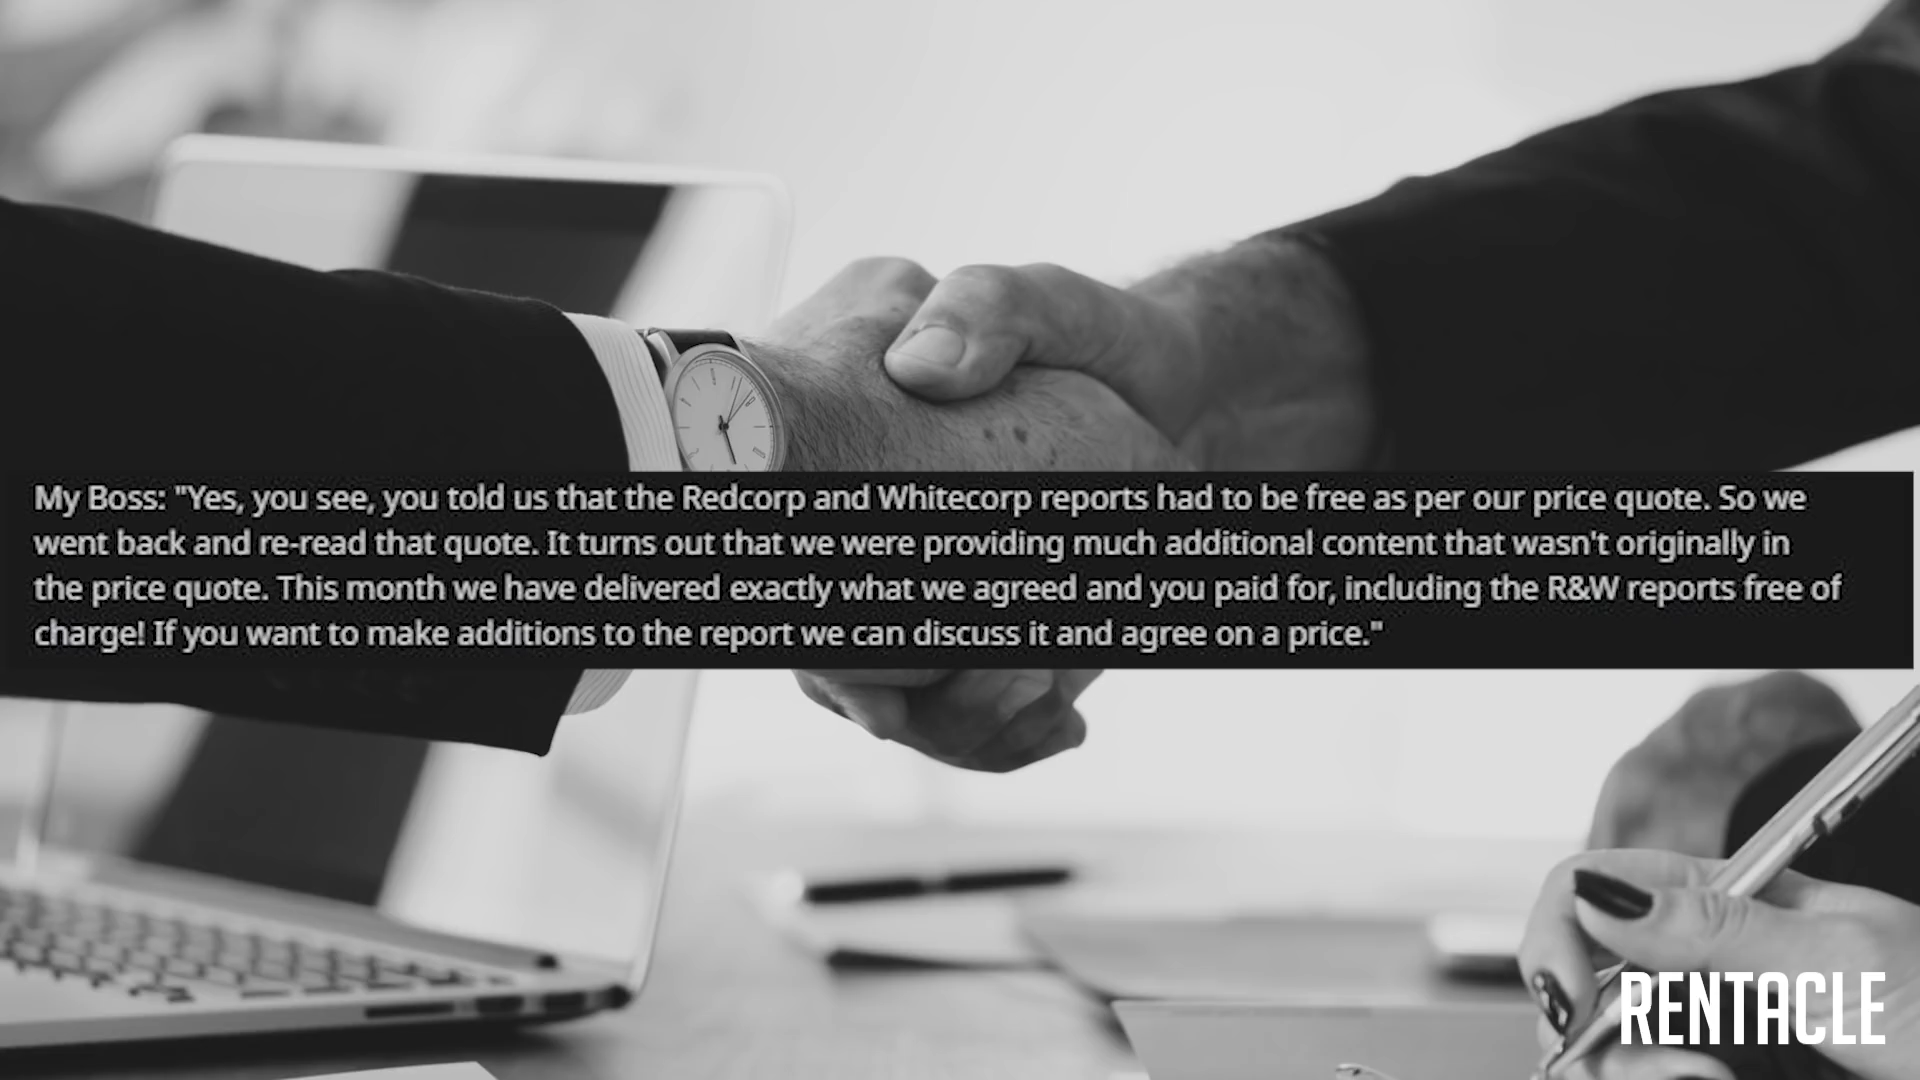 My Boss: "Yes, you see, you told us that the Redcorp and Whitecorp reports had to be free as per our price quote. So we
went back and re-read that quote. It turns out that we were providing much additional content that wasn't originally in
the price quote. This month we have delivered exactly what we agreed and you paid for, including the R&W reports free of
charge! If you want to make additions to the report we can discuss it and agree on a price."
RENTACLE